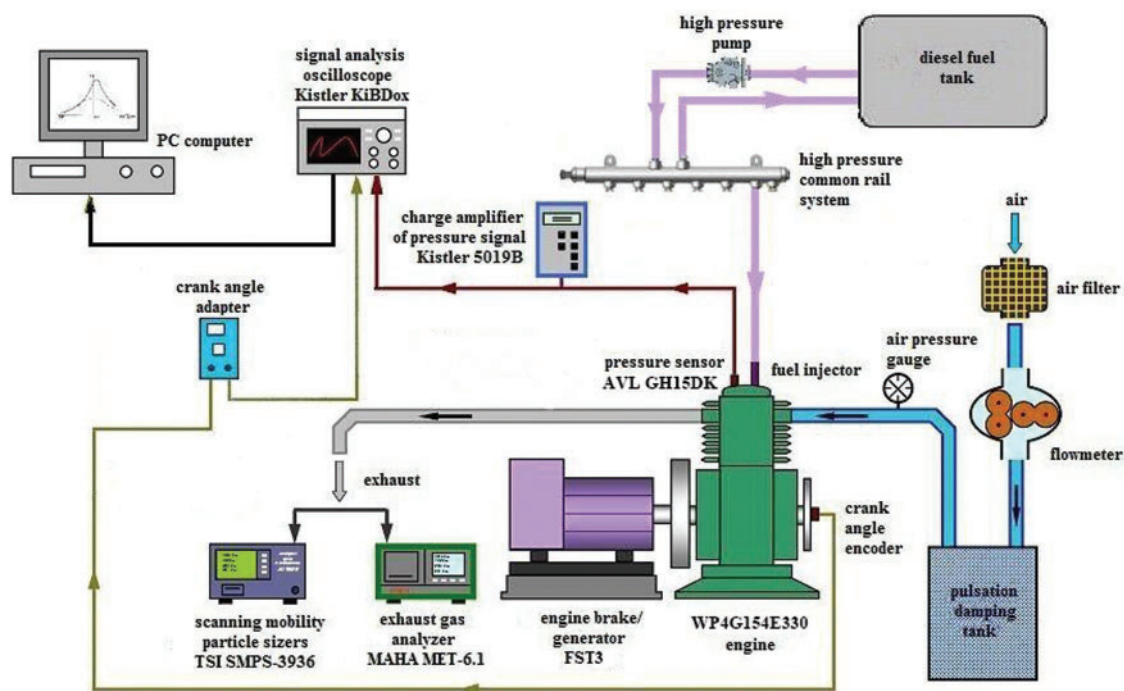 high pressure
pump
diesel fuel
tank
signal analysis
oscilloscope
Kistler KiBDox
PC computer
high pressure
common rail
system
charge amplifier
of pressure signal
Kistler 5019B
air
air filter
crank angle
adapter
air pressure
gauge
pressure sensor
AVL GH15DK
fuel injector
flowmeter
exhaust
crank
angle
encoder
pulsation
damping
tank
scanning mobility
particle sizers
TSI SMPS-3936
exhaust gas
analyzer
MAHA MET-6.1
engine brake/
generator
FST3
WP4G154E330
engine